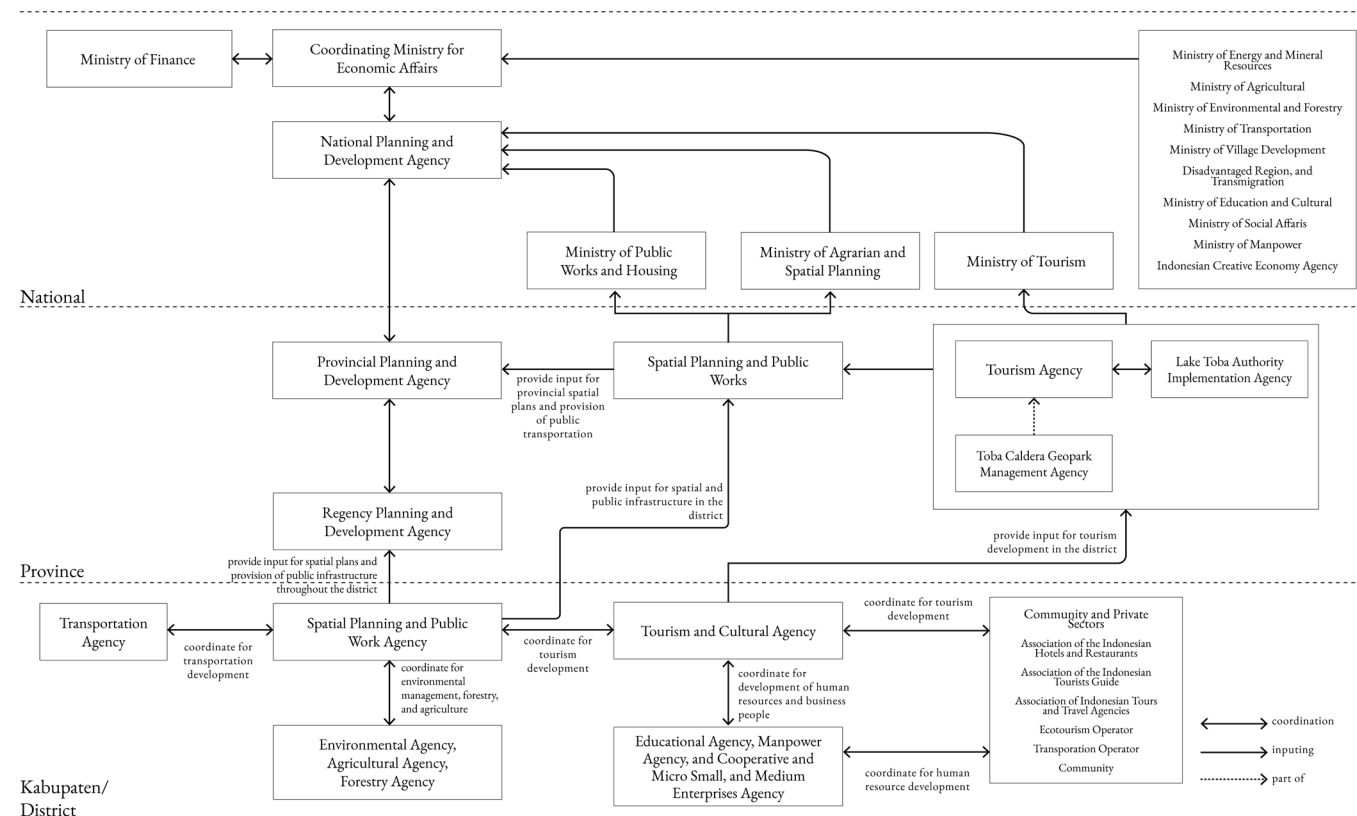 Ministry of Finance
Coordinating Ministry for
Economic Affairs
Ministry of Energy and Mineral
Resources
Ministry of Agricultural
Ministry of Environmental and Forestry
Ministry of Transportation
Ministry of Village Development
Disadvantaged Region, and
Transmigration
Ministry of Education and Cultural
Ministry of Social Affaris
Ministry of Manpower
Indonesian Creative Economy Agency
National Planning and
Development Agency
Ministry of Public
Works and Housing
Ministry of Agrarian and
Spatial Planning
Ministry of Tourism
National
Provincial Planning and
Development Agency
provide input for
provincial spatial
plans and provision
of public
transportation
Spatial Planning and Public
Works
Tourism Agency
Lake Toba Authority
Implementation Agency
Toba Caldera Geopark
Management Agency
Regency Planning and
Development Agency
provide input for spatial and
public infrastructure in the
district
provide input for tourism
development in the district
provide input for spatial plans and
provision of public infrastructure
throughout the district
Province
Transportation
Agency
coordinate for
transportation
development
Spatial Planning and Public
Work Agency
coordinate for
tourism
development
Tourism and Cultural Agency
coordinate for tourism
development
Community and Private
Sectors
Association of the Indonesian
Hotels and Restaurants
Association of the Indonesian
Tourists Guide
Association of Indonesian Tours
and Travel Agencies
Ecotourism Operator
Transporation Operator
Community
coordinate for
environmental
management, forestry,
and agriculture
coordinate for
development of human
resources and business
people
Environmental Agency,
Agricultural Agency,
Forestry Agency
Educational Agency, Manpower
Agency, and Cooperative and
Micro Small, and Medium
Enterprises Agency
coordinate for human
resource development
coordination
inputing
part of
Kabupaten/
District